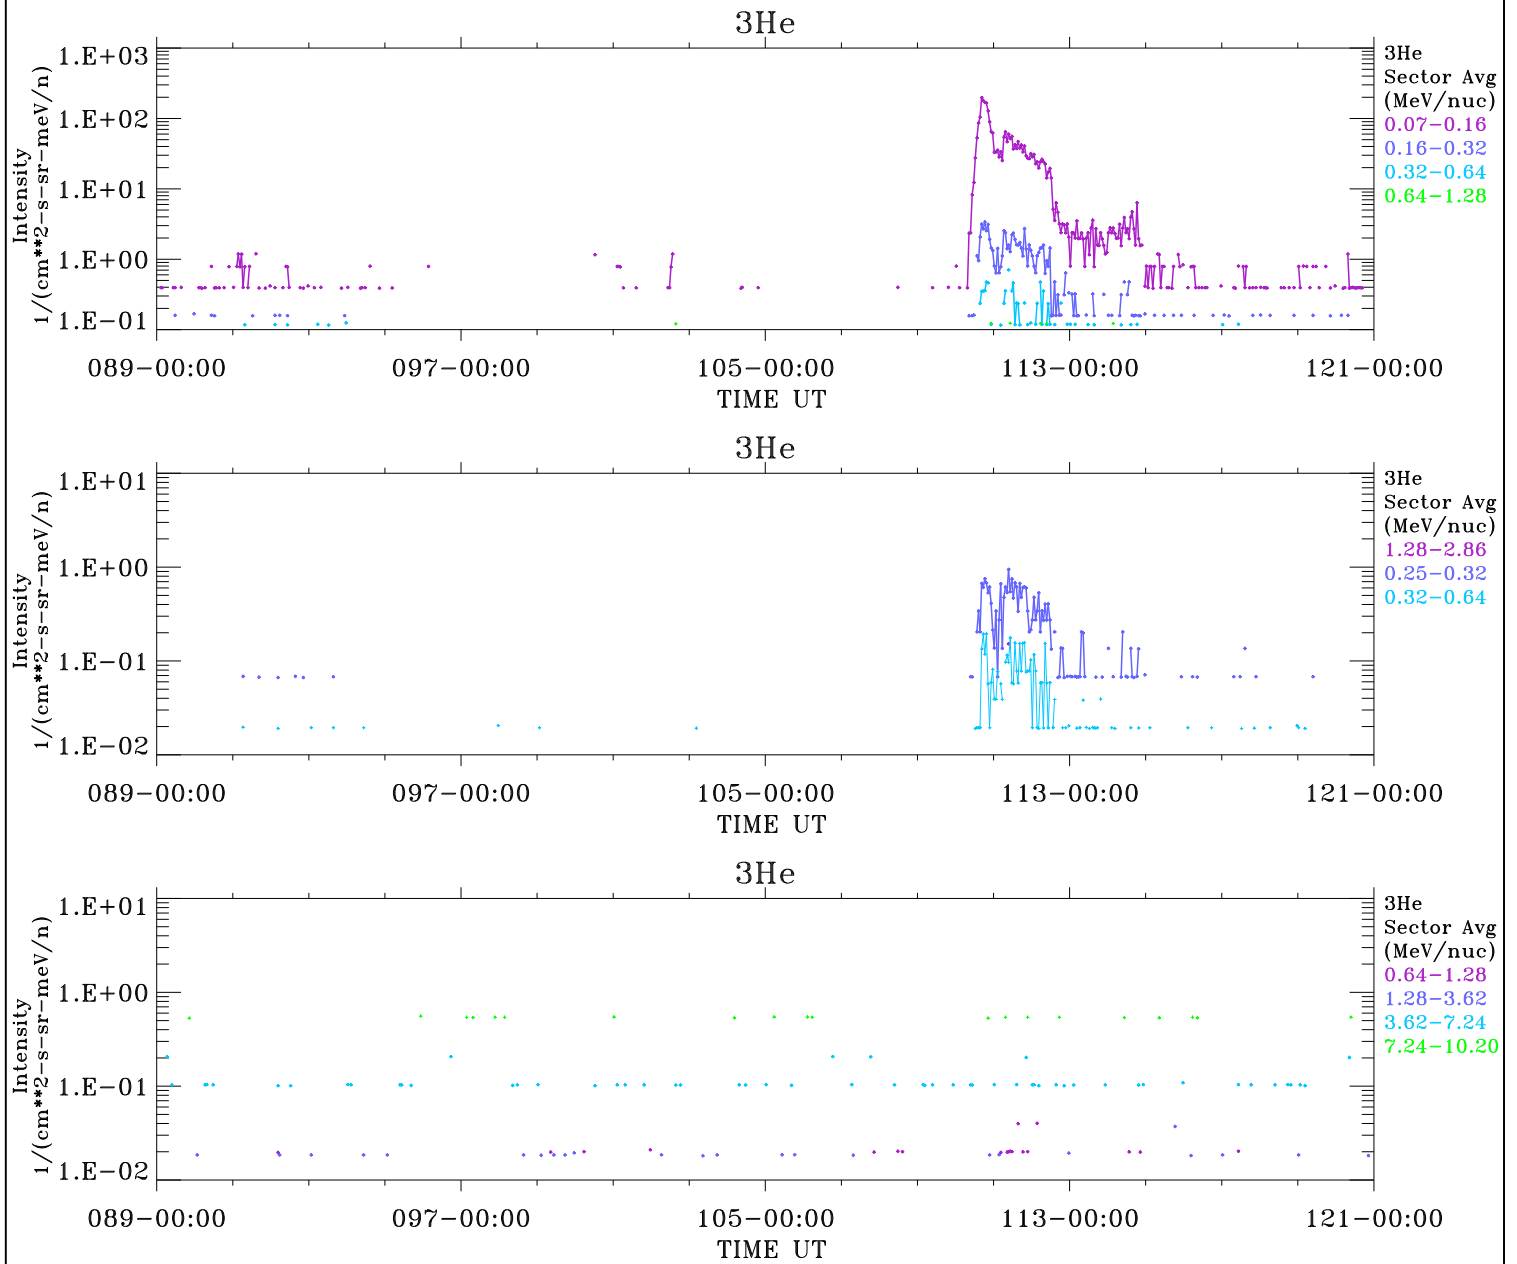 3He
1.E+03
1.E+02
1.E+01
1.E+00
1.E-01
Intensity
1/(cm**2-s-sr-meV/n)
089-00:00 097-00:00 105-00:00 113-00:00 121-00:00
TIME UT
3He
Sector Avg
(MeV/nuc)
0.07-0.16
0.16-0.32
0.32-0.64
0.64-1.28
3He
1.E+01
1.E+00
1.E-01
1.E-02
Intensity
1/(cm**2-s-sr-meV/n)
089-00:00 097-00:00 105-00:00 113-00:00 121-00:00
TIME UT
3He
Sector Avg
(MeV/nuc)
1.28-2.86
0.25-0.32
0.32-0.64
3He
1.E+01
1.E+00
1.E-01
1.E-02
Intensity
1/(cm**2-s-sr-meV/n)
089-00:00 097-00:00 105-00:00 113-00:00 121-00:00
TIME UT
3He
Sector Avg
(MeV/nuc)
0.64-1.28
1.28-3.62
3.62-7.24
7.24-10.20